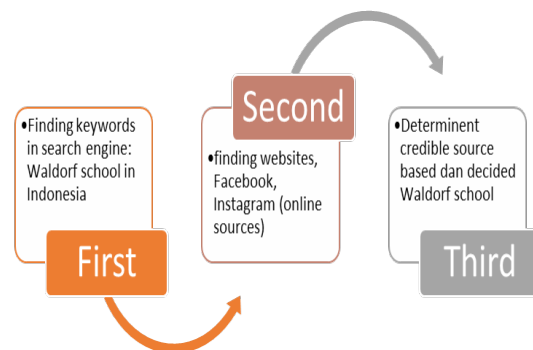 •Finding keywords
in search engine:
Waldorf school in
Indonesia
First
Second
•finding websites,
Facebook,
Instagram (online
sources)
•Determinent
credible source
based dan decided
Waldorf school
Third